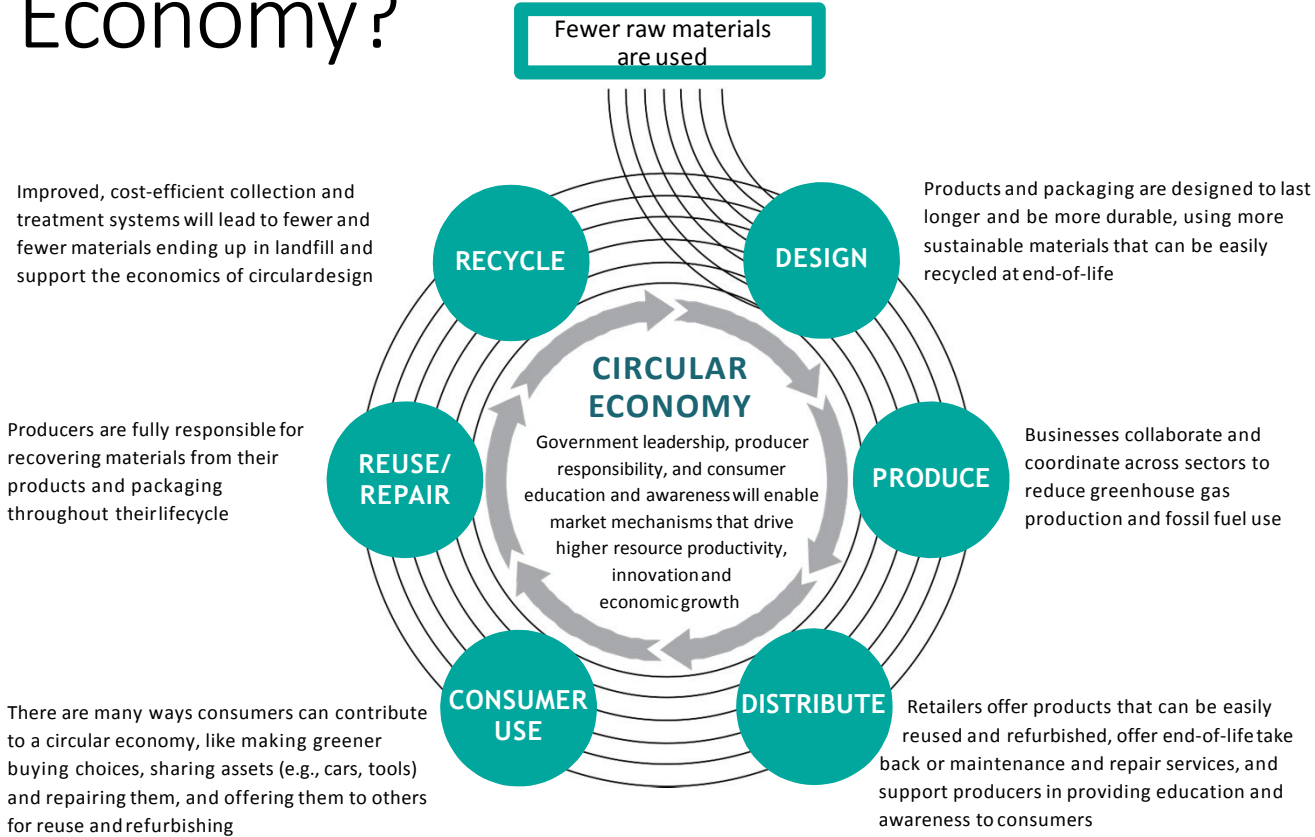 Economy?
Fewer raw materials
are used
Improved, cost-efficient collection and
treatment systems will lead to fewer and
fewer materials ending up in landfill and
support the economics of circular design
RECYCLE
DESIGN
Products and packaging are designed to last
longer and be more durable, using more
sustainable materials that can be easily
recycled at end-of-life
CIRCULAR
ECONOMY
Government leadership, producer
responsibility, and consumer
education and awareness will enable
market mechanisms that drive
higher resource productivity,
innovation and
economic growth
Producers are fully responsible for
recovering materials from their
products and packaging
throughout their lifecycle
REUSE/
REPAIR
PRODUCE
Businesses collaborate and
coordinate across sectors to
reduce greenhouse gas
production and fossil fuel use
There are many ways consumers can contribute
to a circular economy, like making greener
buying choices, sharing assets (e.g., cars, tools)
and repairing them, and offering them to others
for reuse and refurbishing
CONSUMER
USE
DISTRIBUTE
Retailers offer products that can be easily
reused and refurbished, offer end-of-life take
back or maintenance and repair services, and
support producers in providing education and
awareness to consumers